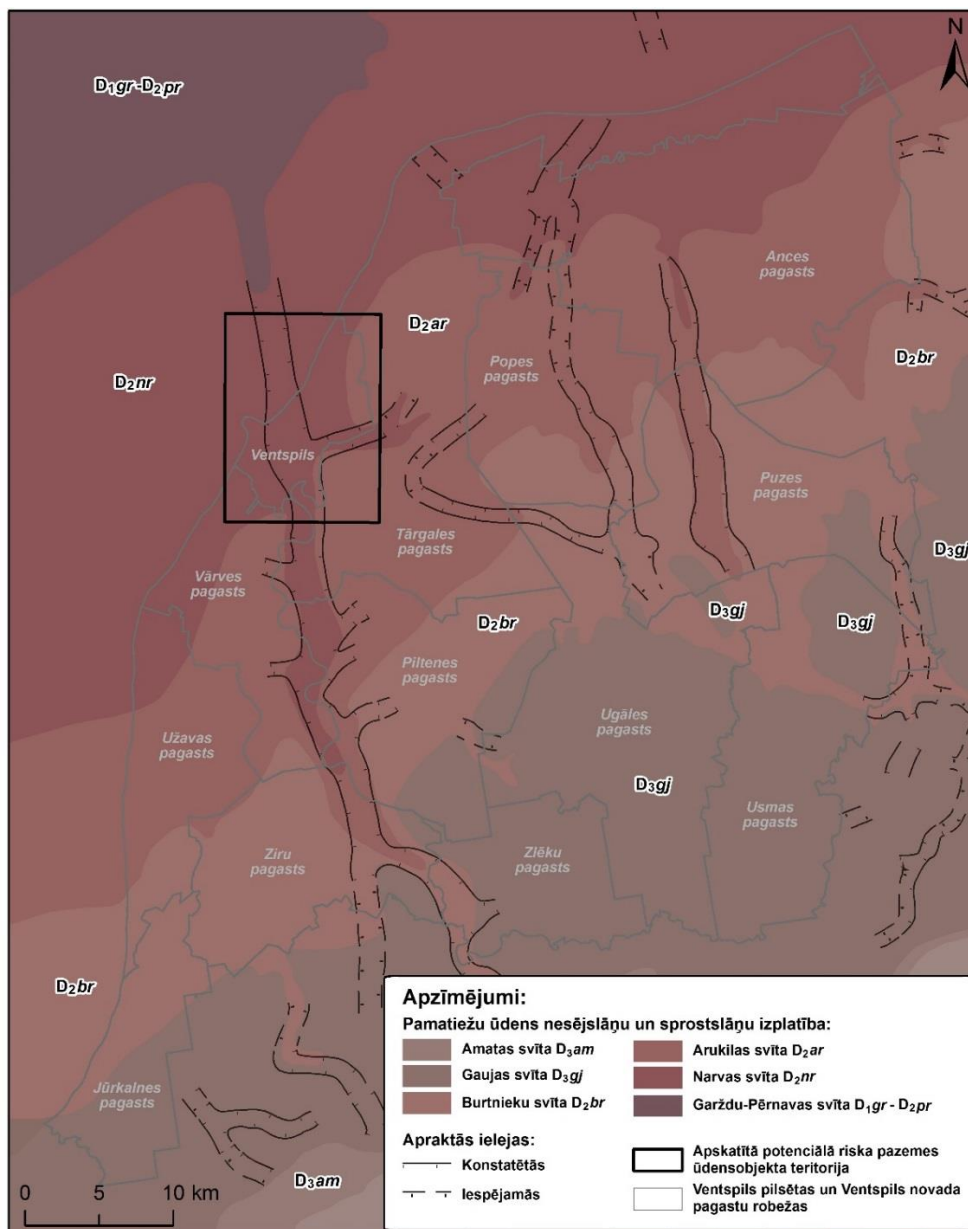 N
D₁gr-D₂pr
Ances
pagasts
D₂ar
D₂br
Popes
pagasts
D₂nr
Ventspils
Puzes
pagasts
Tārgales
pagasts
D₃gj
Vārves
pagasts
D₂br
D₃gj
D₃gj
Piltenes
pagasts
Ugāles
pagasts
Užavas
pagasts
D₃gj
Usmas
pagasts
Ziru
pagasts
Zlēku
pagasts
D₂br
Jūrkalnes
pagasts
D₃am
0 5 10 km
Apzīmējumi:
Pamatiežu ūdens nesējslāņu un sprostslāņu izplatība:
Amatas svīta D₃am
Gaujas svīta D₃gj
Burtnieku svīta D₂br
Arukilas svīta D₂ar
Narvas svīta D₂nr
Garždu-Pērnavas svīta D₁gr - D₂pr
Apraktās ielejas:
Konstatētās
Iespējamās
Apskatītā potenciālā riska pazemes
ūdensobjekta teritorija
Ventspils pilsētas un Ventspils novada
pagastu robežas